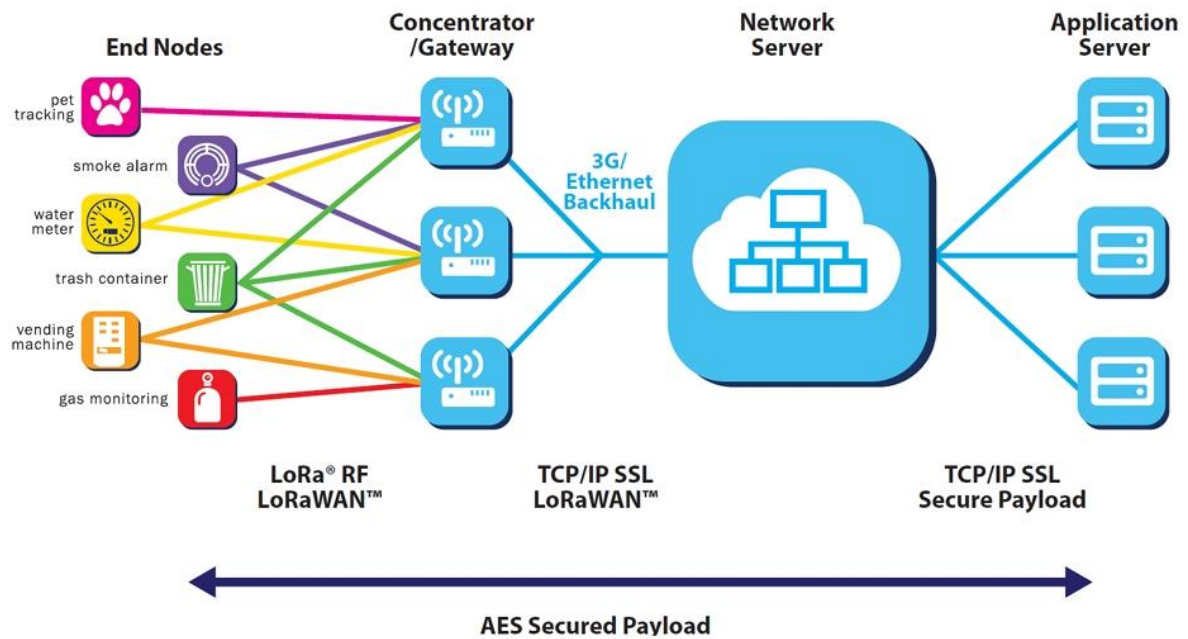 End Nodes
Concentrator
/Gateway
Network
Server
Application
Server
pet
tracking
smoke alarm
water
meter
trash container
vending
machine
gas monitoring
3G/
Ethernet
Backhaul
LoRa® RF
LoRaWAN™
TCP/IP SSL
LoRaWAN™
TCP/IP SSL
Secure Payload
AES Secured Payload